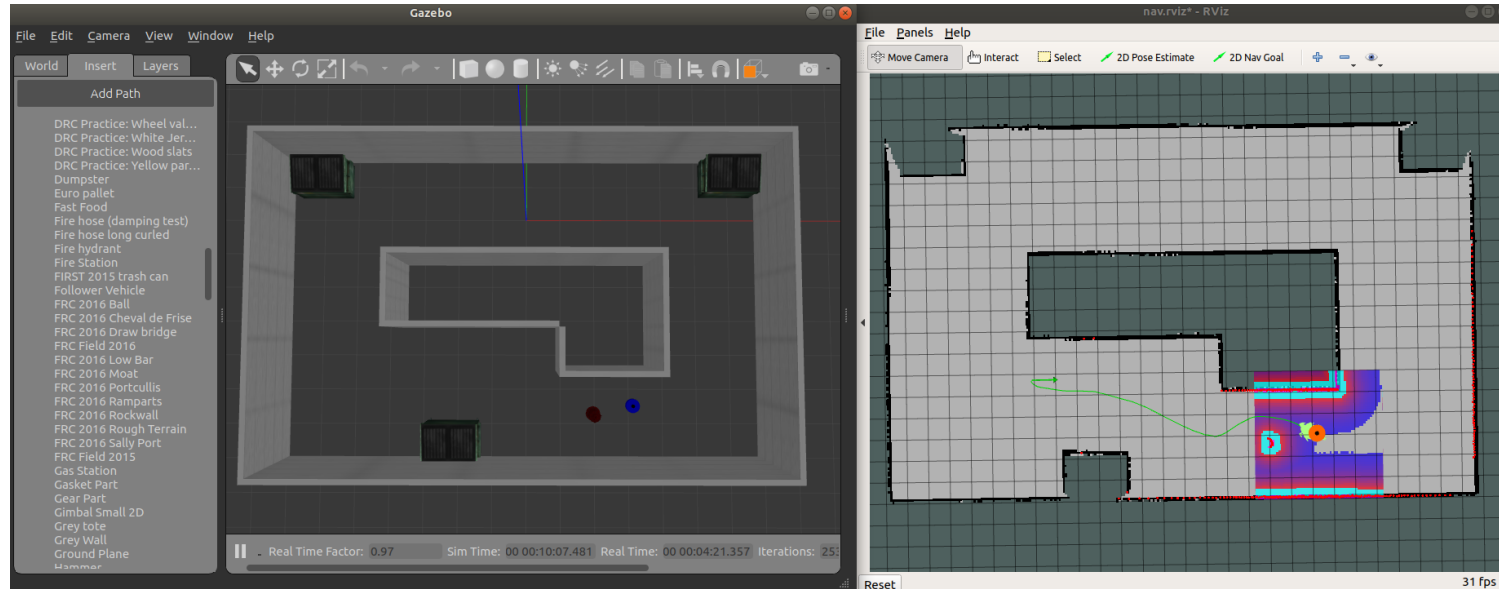 Gazebo
File Edit Camera View Window Help
World Insert Layers
Add Path
DRC Practice: Wheel val...
DRC Practice: White Jer...
DRC Practice: Wood slats
DRC Practice: Yellow par...
Dumpster
Euro pallet
Fast Food
Fire hose (damping test)
Fire hose long curled
Fire hydrant
Fire Station
FIRST 2015 trash can
Follower Vehicle
FRC 2016 Ball
FRC 2016 Cheval de Frise
FRC 2016 Draw bridge
FRC Field 2016
FRC 2016 Low Bar
FRC 2016 Moat
FRC 2016 Portcullis
FRC 2016 Ramparts
FRC 2016 Rockwall
FRC 2016 Rough Terrain
FRC 2016 Sally Port
FRC Field 2015
Gas Station
Gasket Part
Gear Part
Gimbal Small 2D
Grey tote
Grey Wall
Ground Plane
Hammer
Real Time Factor: 0.97 Sim Time: 00 00:10:07.481 Real Time: 00 00:04:21.357 Iterations: 253
nav.rviz* - RViz
File Panels Help
Move Camera Interact Select 2D Pose Estimate 2D Nav Goal
Reset
31 fps